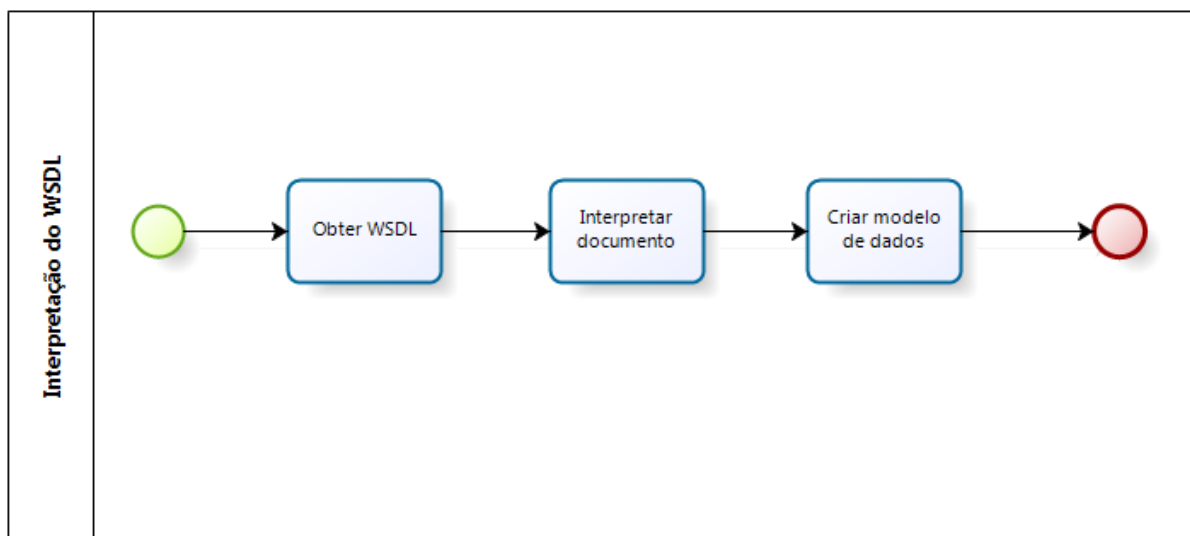 Interpretação do WSDL
Obter WSDL
Interpretar
documento
Criar modelo
de dados